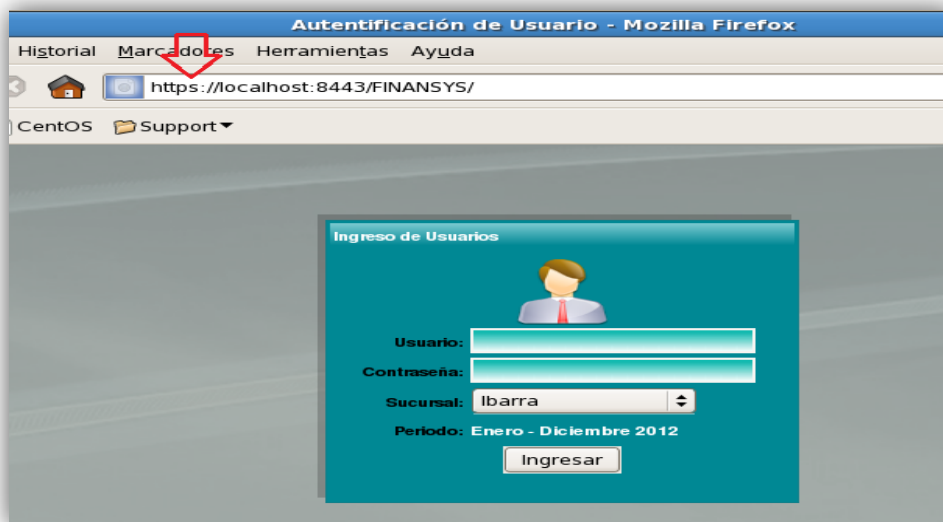 Autentificación de Usuario - Mozilla Firefox
Historial Marcadores Herramientas Ayuda
https://localhost:8443/FINANSYS/
CentOS Support
Ingreso de Usuarios
Usuario:
Contraseña:
Sucursal: Ibarra
Periodo: Enero - Diciembre 2012
Ingresar